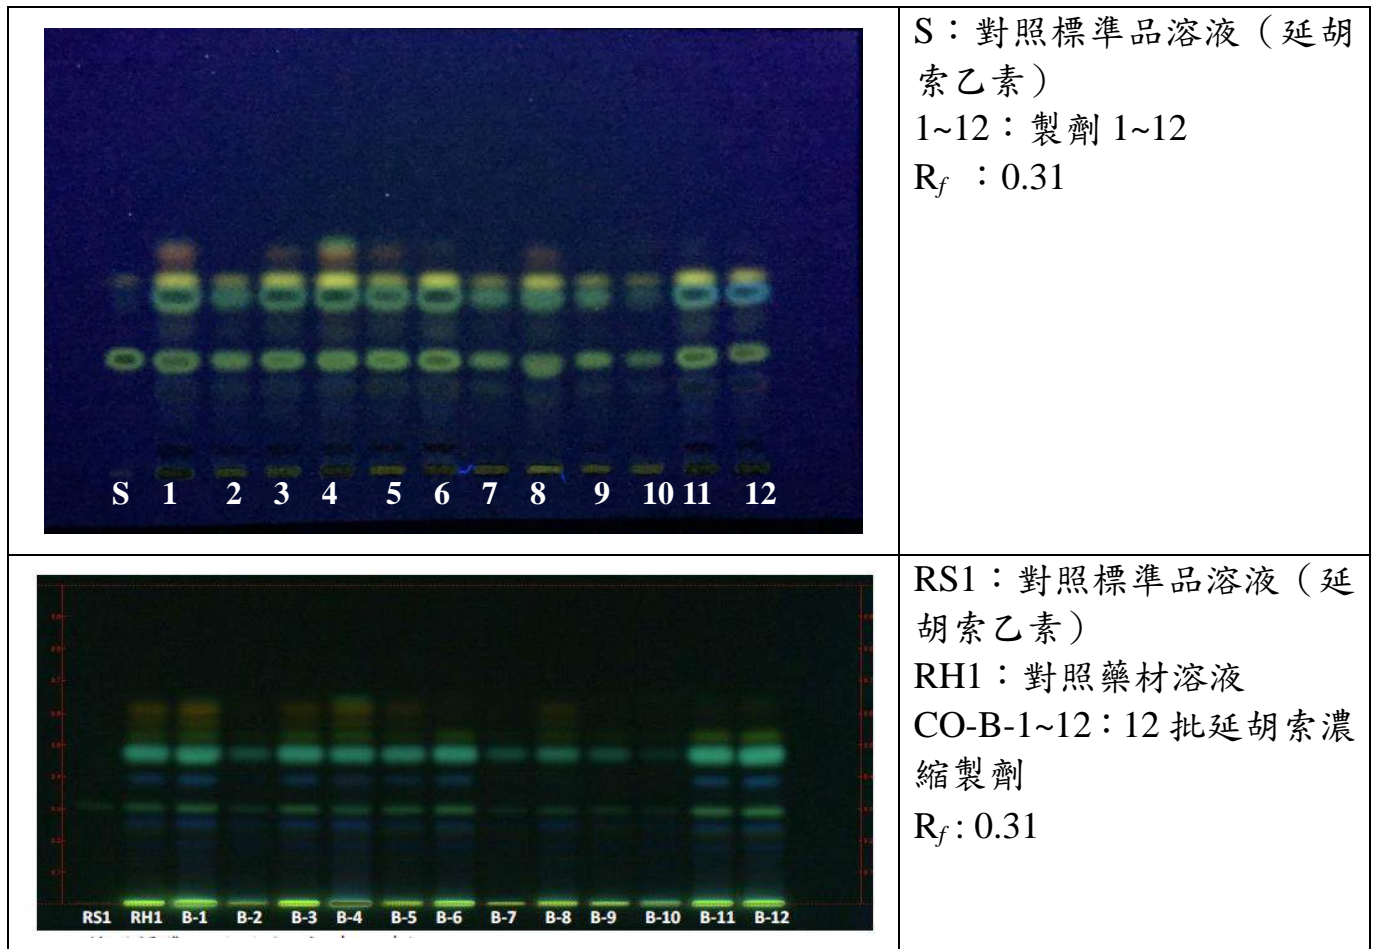 S：對照標準品溶液（延胡
索乙素）
1~12：製劑 1~12
Rf ：0.31
S 1 2 3 4 5 6 7 8 9 10 11 12
RS1：對照標準品溶液（延
胡索乙素）
RH1：對照藥材溶液
CO-B-1~12：12 批延胡索濃
縮製劑
Rf : 0.31
RS1 RH1 B-1 B-2 B-3 B-4 B-5 B-6 B-7 B-8 B-9 B-10 B-11 B-12